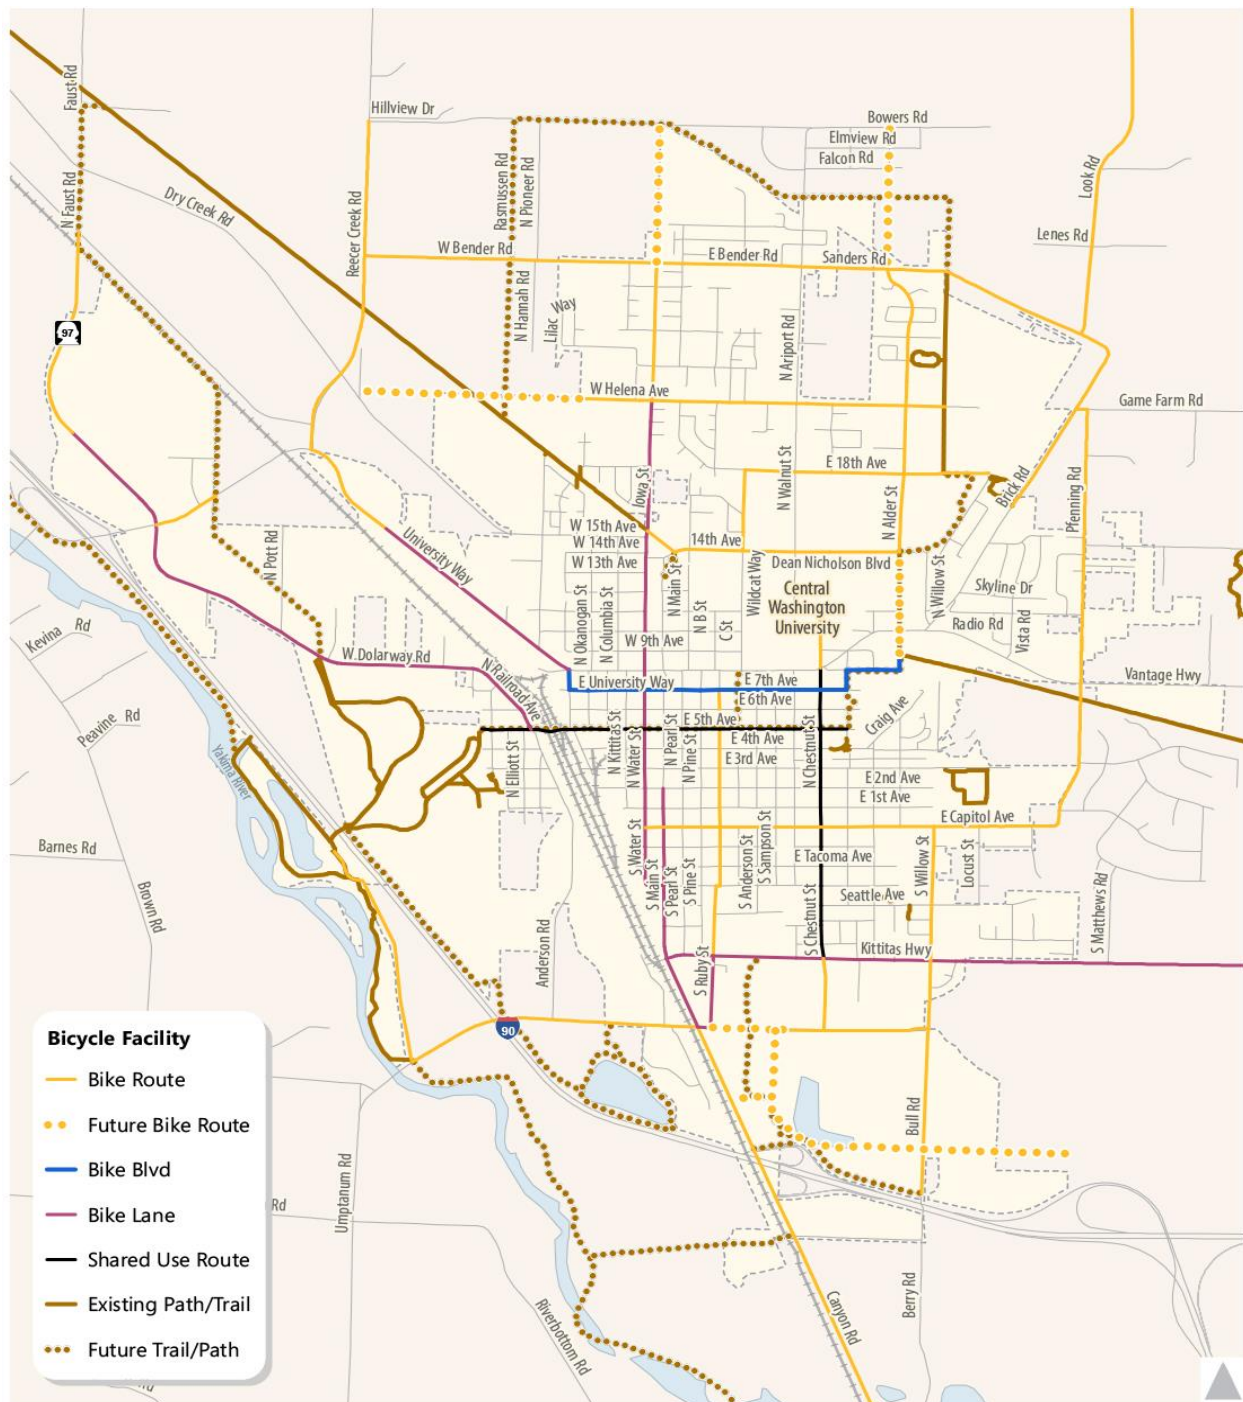 Faust Rd
Hillview Dr
Bowers Rd
Elmview Rd
Falcon Rd
N Faust Rd
Dry Creek Rd
Reecer Creek Rd
Rasmussen Rd
N Pioneer Rd
Look Rd
Lenes Rd
W Bender Rd
E Bender Rd
Sanders Rd
97
N Hannah Rd
Lilac Way
N Ariport Rd
W Helena Ave
Game Farm Rd
E 18th Ave
Iowa St
N Walnut St
N Alder St
Brick Rd
Pfenning Rd
W 15th Ave
W 14th Ave
14th Ave
W 13th Ave
University Way
N Pott Rd
Dean Nicholson Blvd
Central
Washington
University
Wildcat Way
N Main St
N B St
C St
N Okanogan St
N Columbia St
N Willow St
Skyline Dr
Radio Rd
Vista Rd
Kevina Rd
W 9th Ave
W Dolarway Rd
N Railroad Ave
E University Way
E 7th Ave
E 6th Ave
Vantage Hwy
Peavine Rd
E 5th Ave
E 4th Ave
E 3rd Ave
Craig Ave
N Kittitas St
N Water St
N Pearl St
N Pine St
N Chestnut St
N Elliott St
Yakima River
E 2nd Ave
E 1st Ave
E Capitol Ave
Barnes Rd
Brown Rd
S Water St
S Main St
S Pearl St
S Pine St
S Anderson St
S Sampson St
E Tacoma Ave
Seattle Ave
S Willow St
Locust St
S Matthews Rd
Anderson Rd
S Ruby St
S Chestnut St
Kittitas Hwy
90
Bull Rd
Umptanum Rd
Rd
Riverbottom Rd
Canyon Rd
Berry Rd
Bicycle Facility
Bike Route
Future Bike Route
Bike Blvd
Bike Lane
Shared Use Route
Existing Path/Trail
Future Trail/Path